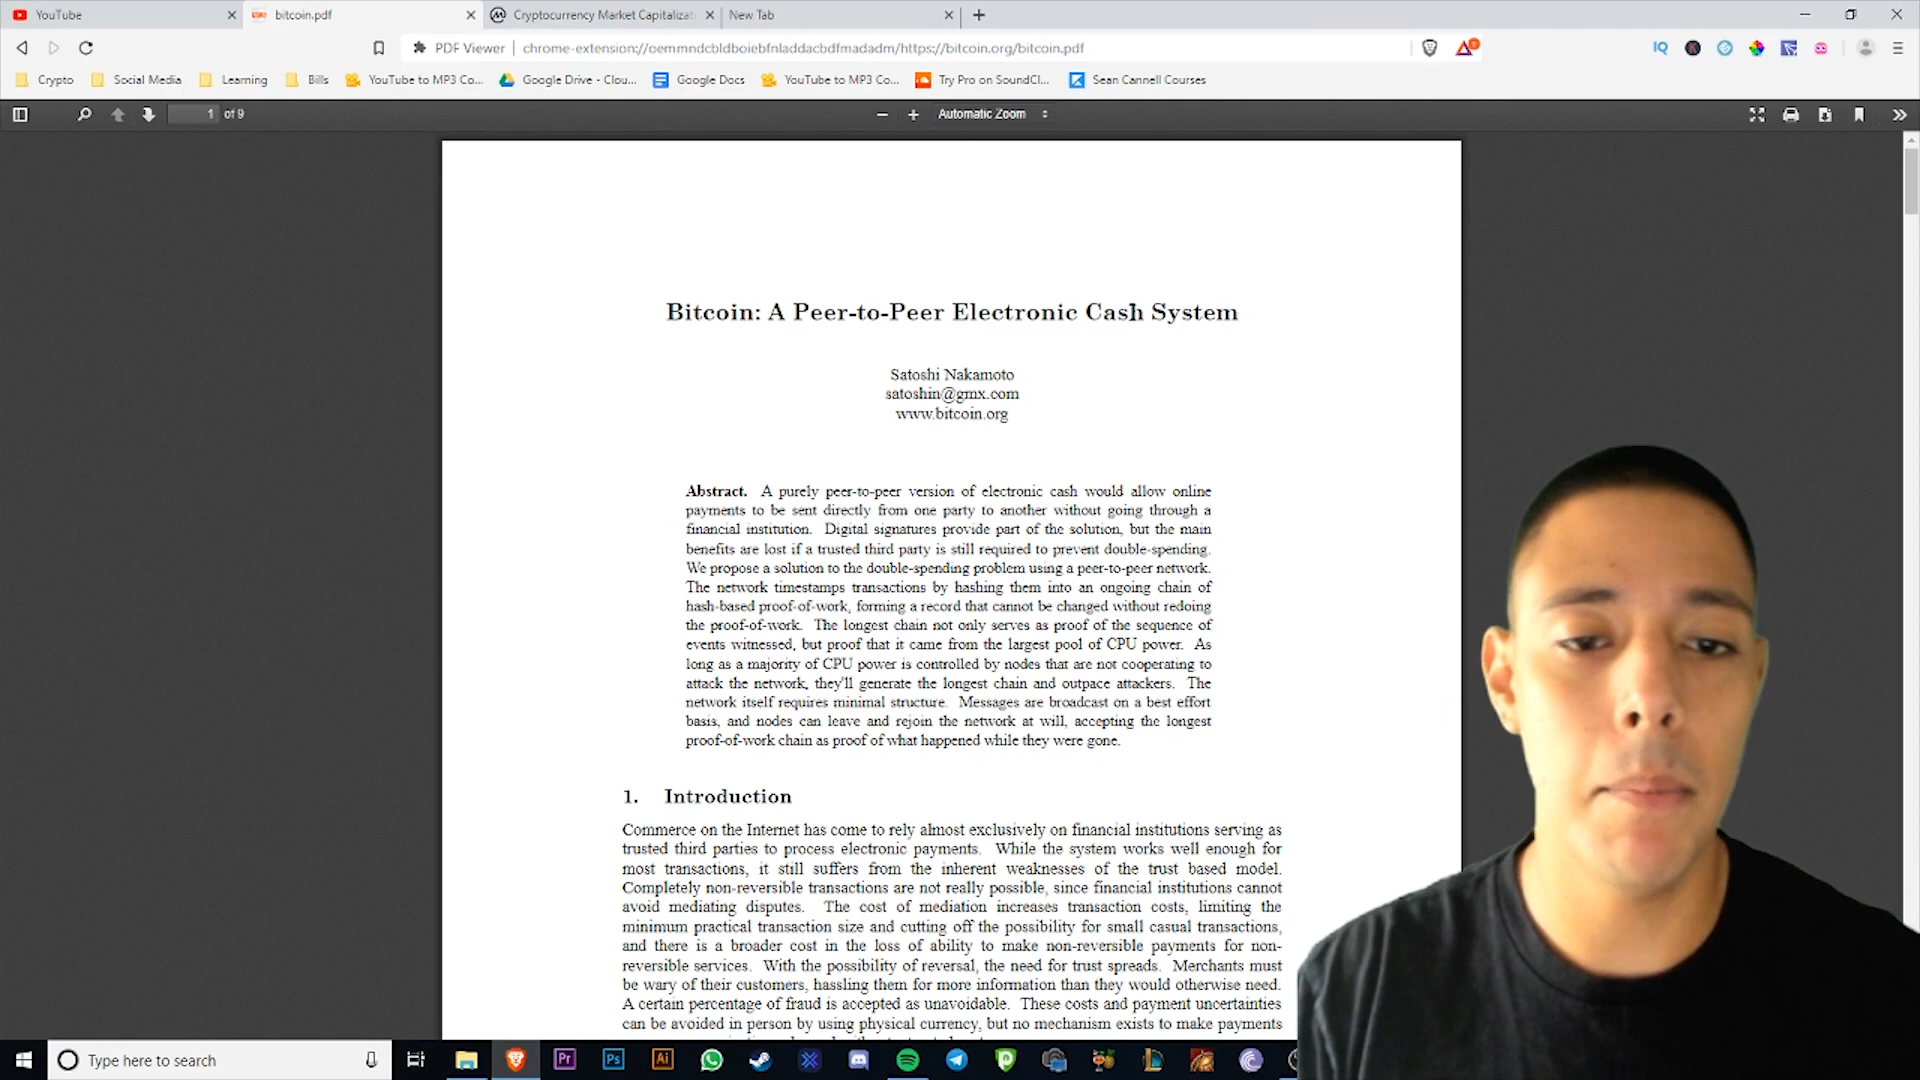 YouTube
bitcoin.pdf
Cryptocurrency Market Capitalizat
New Tab
PDF Viewer
chrome-extension://oemmndcbldboiebfnladdacbdfmadadm/https://bitcoin.org/bitcoin.pdf
IQ
Crypto
Social Media
Learning
Bills
YouTube to MP3 Co...
Google Drive - Clou...
Google Docs
YouTube to MP3 Co...
Try Pro on SoundCl...
Sean Cannell Courses
1 of 9
Automatic Zoom
Bitcoin: A Peer-to-Peer Electronic Cash System
Satoshi Nakamoto
satoshin@gmx.com
www.bitcoin.org
Abstract. A purely peer-to-peer version of electronic cash would allow online
payments to be sent directly from one party to another without going through a
financial institution. Digital signatures provide part of the solution, but the main
benefits are lost if a trusted third party is still required to prevent double-spending.
We propose a solution to the double-spending problem using a peer-to-peer network.
The network timestamps transactions by hashing them into an ongoing chain of
hash-based proof-of-work, forming a record that cannot be changed without redoing
the proof-of-work. The longest chain not only serves as proof of the sequence of
events witnessed, but proof that it came from the largest pool of CPU power. As
long as a majority of CPU power is controlled by nodes that are not cooperating to
attack the network, they'll generate the longest chain and outpace attackers. The
network itself requires minimal structure. Messages are broadcast on a best effort
basis, and nodes can leave and rejoin the network at will, accepting the longest
proof-of-work chain as proof of what happened while they were gone.
1. Introduction
Commerce on the Internet has come to rely almost exclusively on financial institutions serving as
trusted third parties to process electronic payments. While the system works well enough for
most transactions, it still suffers from the inherent weaknesses of the trust based model.
Completely non-reversible transactions are not really possible, since financial institutions cannot
avoid mediating disputes. The cost of mediation increases transaction costs, limiting the
minimum practical transaction size and cutting off the possibility for small casual transactions,
and there is a broader cost in the loss of ability to make non-reversible payments for non-
reversible services. With the possibility of reversal, the need for trust spreads. Merchants must
be wary of their customers, hassling them for more information than they would otherwise need.
A certain percentage of fraud is accepted as unavoidable. These costs and payment uncertainties
can be avoided in person by using physical currency, but no mechanism exists to make payments
Type here to search
Pr
Ps
Ai